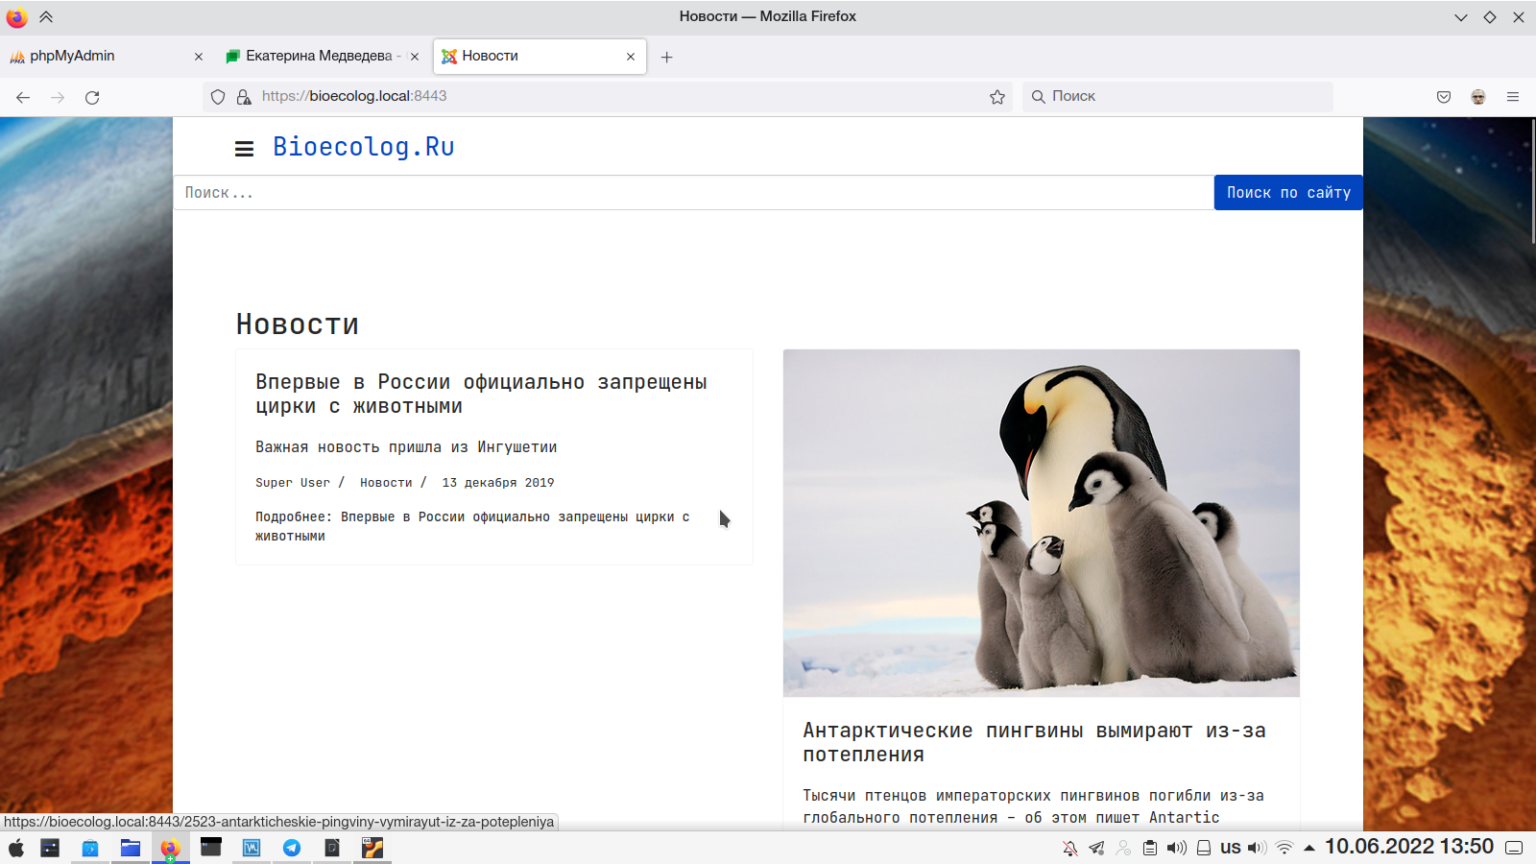 Новости — Mozilla Firefox
phpMyAdmin
Екатерина Медведева -
Новости
https://bioecolog.local:8443
Поиск
Bioecolog.Ru
Поиск...
Поиск по сайту
Новости
Впервые в России официально запрещены
цирки с животными
Важная новость пришла из Ингушетии
Super User / Новости / 13 декабря 2019
Подробнее: Впервые в России официально запрещены цирки с
животными
Антарктические пингвины вымирают из-за
потепления
Тысячи птенцов императорских пингвинов погибли из-за
глобального потепления – об этом пишет Antarctic
https://bioecolog.local:8443/2523-antarkticheskie-pingviny-vymirayut-iz-za-potepleniya
us
10.06.2022 13:50